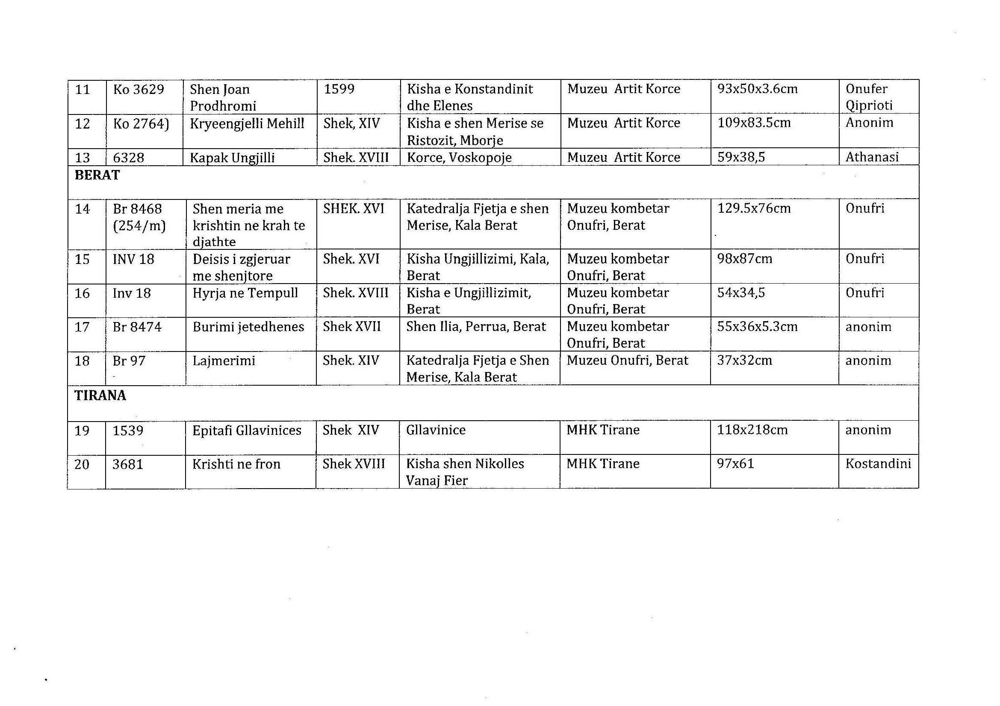 11 Ko 3629 Shen Joan 1599 Kisha e Konstandinit Muzeu Artit Korce 93x50x3.6cm Onufer
Prodhromi dhe Elenes Qiprioti
12 Ko 2764) Kryeengjelli Mehill Shek, XIV Kisha e shen Merise se Muzeu Artit Korce 109x83.5cm Anonim
Ristozit, Mborje
13 6328 Kapak Ungjilli Shek. XVIII Korce, Voskopoje Muzeu Artit Korce 59x38,5 Athanasi
BERAT
14 Br 8468 Shen meria me SHEK. XVI Katedralja Fjetja e shen Muzeu kombetar 129.5x76cm Onufri
(254/m) krishtin ne krah te Merise, Kala Berat Onufri, Berat
djathte
15 INV 18 Deisis i zgjeruar Shek. XVI Kisha Ungjillizimi, Kala, Muzeu kombetar 98x87cm Onufri
me shenjtore Berat Onufri, Berat
16 Inv 18 Hyrja ne Tempull Shek. XVIII Kisha e Ungjillizimit, Muzeu kombetar 54x34,5 Onufri
Berat Onufri, Berat
17 Br 8474 Burimi jetedhenes Shek XVII Shen Ilia, Perrua, Berat Muzeu kombetar 55x36x5.3cm anonim
Onufri, Berat
18 Br 97 Lajmerimi Shek. XIV Katedralja Fjetja e Shen Muzeu Onufri, Berat 37x32cm anonim
Merise, Kala Berat
TIRANA
19 1539 Epitafi Gllavinices Shek XIV Gllavinice MHK Tirane 118x218cm anonim
20 3681 Krishti ne fron Shek XVIII Kisha shen Nikolles MHK Tirane 97x61 Kostandini
Vanaj Fier